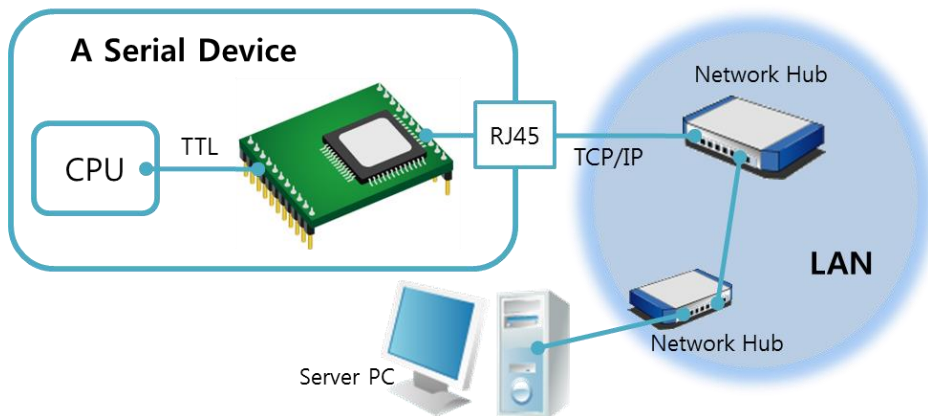 A Serial Device
CPU
TTL
RJ45
TCP/IP
Network Hub
LAN
Network Hub
Server PC